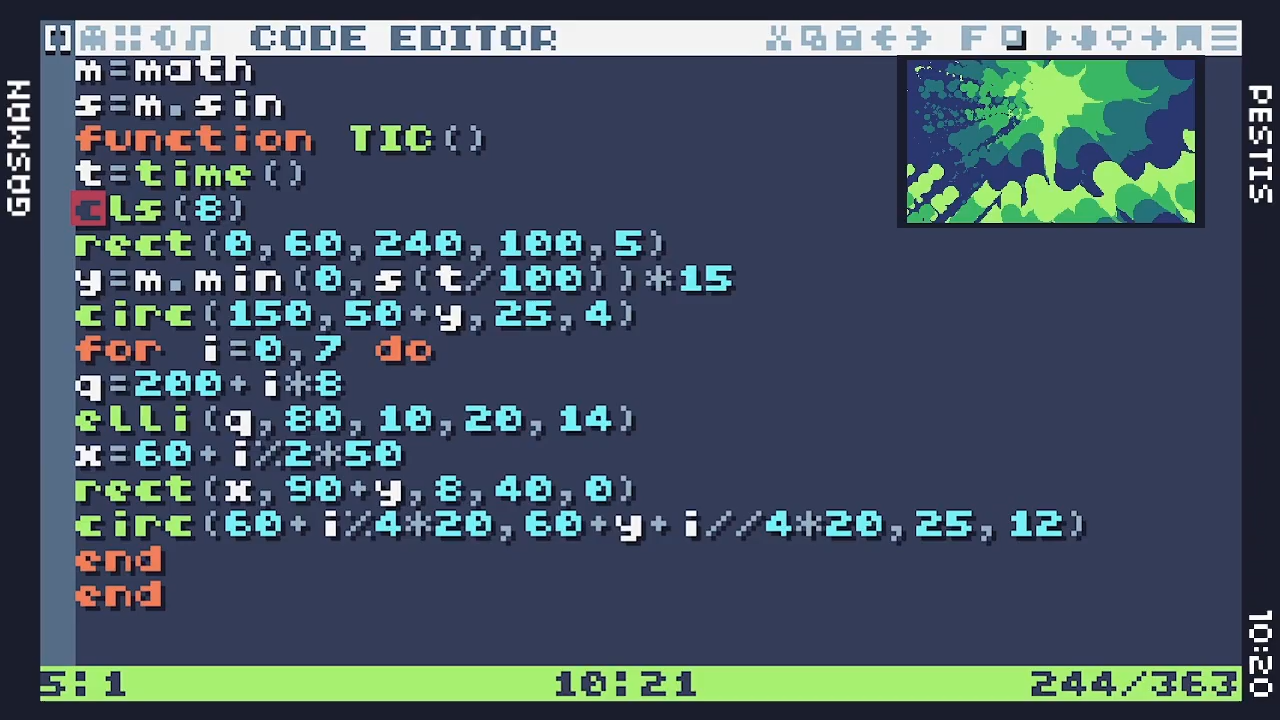 CODE EDITOR
m=math
s=m.sin
function TIC()
t=time()
cls(8)
rect(0,60,240,100,5)
y=m.min(0,s(t/100))*15
circ(150,50+y,25,4)
for i=0,7 do
q=200+i*8
elli(q,80,10,20,14)
x=60+i%2*50
rect(x,90+y,8,40,0)
circ(60+i%4*20,60+y+i//4*20,25,12)
end
end
5:1 10:21 244/363
GASMAN
PESTIS
10:20